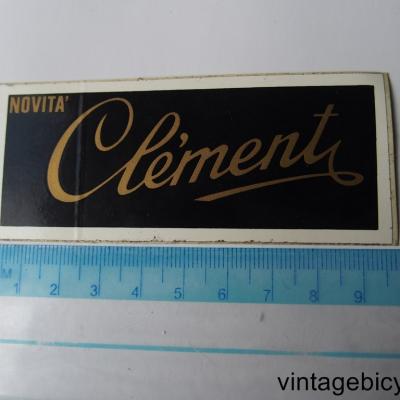 NOVITA'
Clément
M 1 2 3 4 5 6 7 8 9
vintagebicy